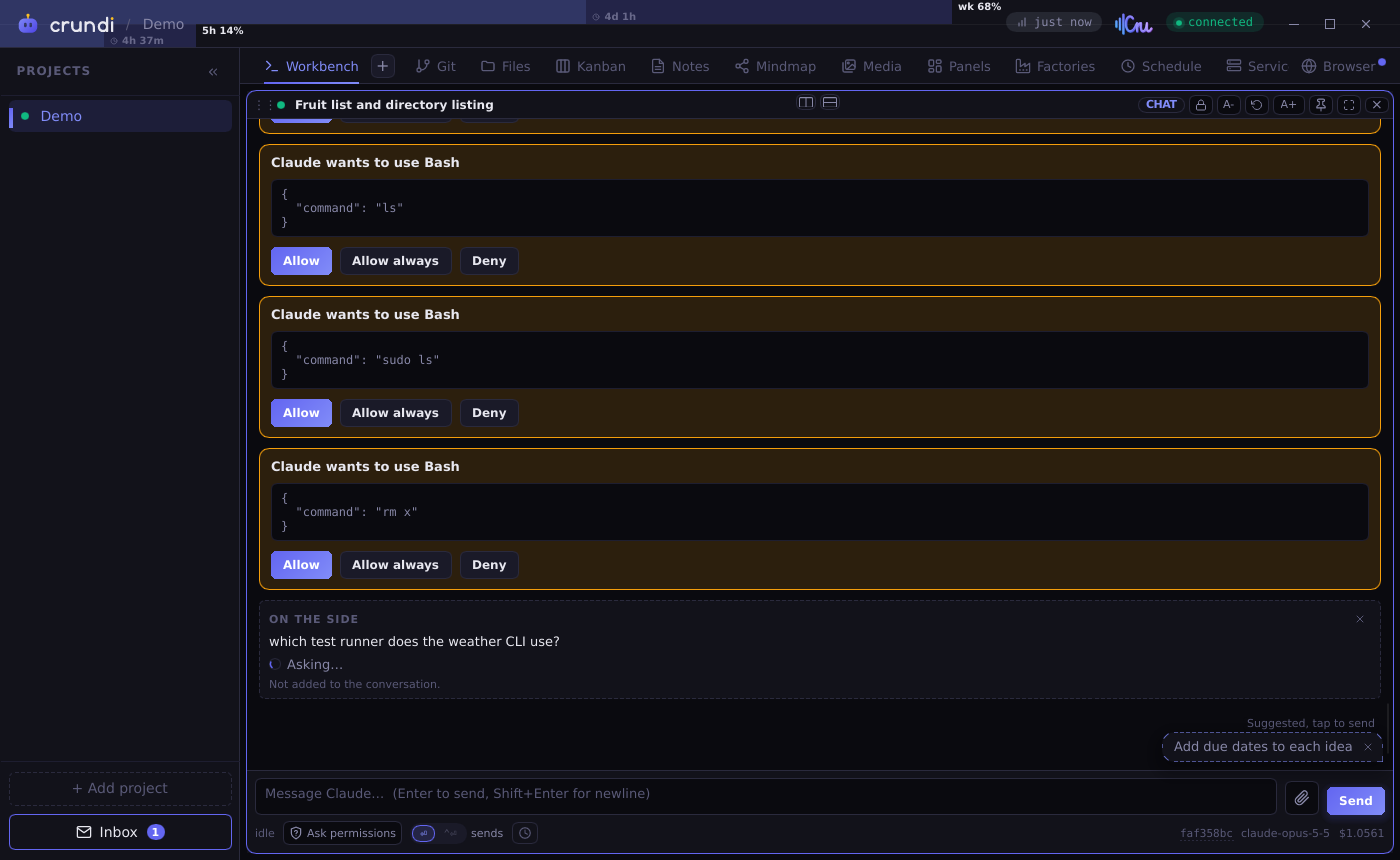 crundi / Demo
4h 37m
5h 14%
4d 1h
wk 68%
just now
Cru
connected
PROJECTS
«
Demo
+ Add project
Inbox 1
Workbench
+
Git
Files
Kanban
Notes
Mindmap
Media
Panels
Factories
Schedule
Servic
Browser
Fruit list and directory listing
CHAT
A-
A+
Claude wants to use Bash
{
"command": "ls"
}
Allow
Allow always
Deny
Claude wants to use Bash
{
"command": "sudo ls"
}
Allow
Allow always
Deny
Claude wants to use Bash
{
"command": "rm x"
}
Allow
Allow always
Deny
ON THE SIDE
which test runner does the weather CLI use?
Asking…
Not added to the conversation.
Suggested, tap to send
Add due dates to each idea
Message Claude… (Enter to send, Shift+Enter for newline)
Send
idle
Ask permissions
sends
faf358bc claude-opus-5-5 $1.0561